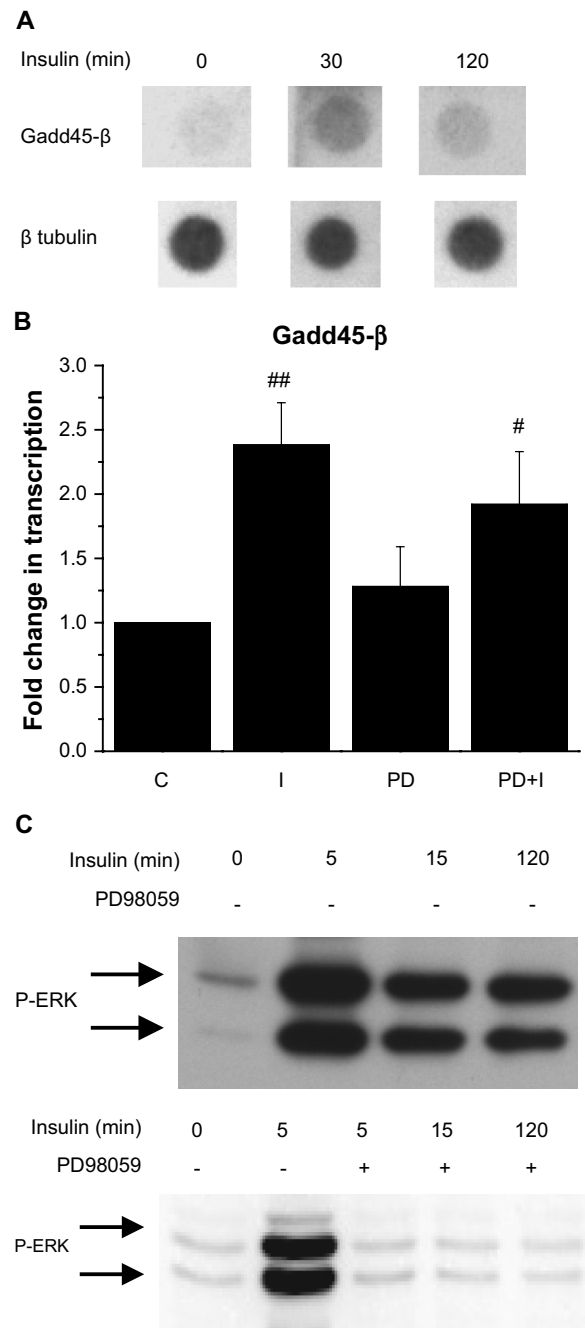 A
Insulin (min) 0 30 120
Gadd45-β
β tubulin
B
Gadd45-β
Fold change in transcription
3.0
2.5
2.0
1.5
1.0
0.5
0.0
##
#
C I PD PD+I
C
Insulin (min) 0 5 15 120
PD98059 - - - -
P-ERK
Insulin (min) 0 5 5 15 120
PD98059 - - + + +
P-ERK